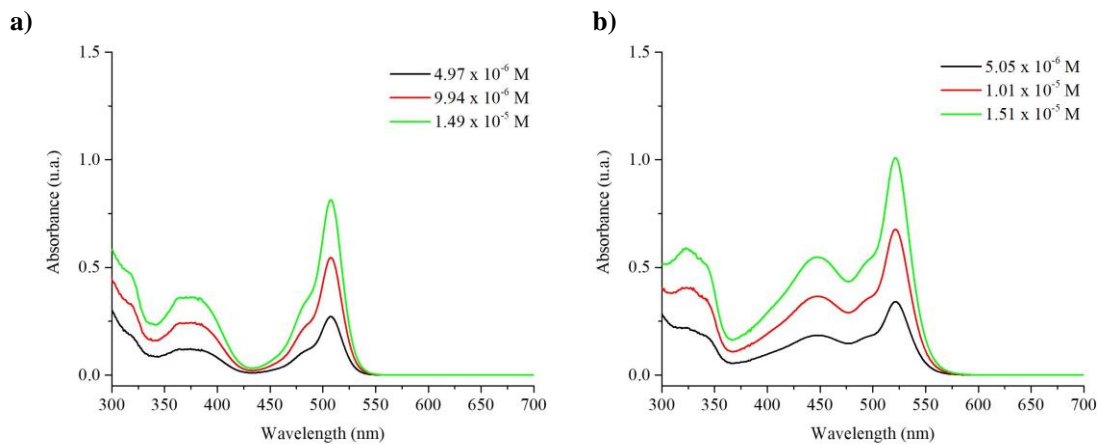 a)
1.5
1.0
0.5
0.0
Absorbance (u.a.)
4.97 x 10⁻⁶ M
9.94 x 10⁻⁶ M
1.49 x 10⁻⁵ M
300 350 400 450 500 550 600 650 700
Wavelength (nm)
b)
1.5
1.0
0.5
0.0
Absorbance (u.a.)
5.05 x 10⁻⁶ M
1.01 x 10⁻⁵ M
1.51 x 10⁻⁵ M
300 350 400 450 500 550 600 650 700
Wavelength (nm)